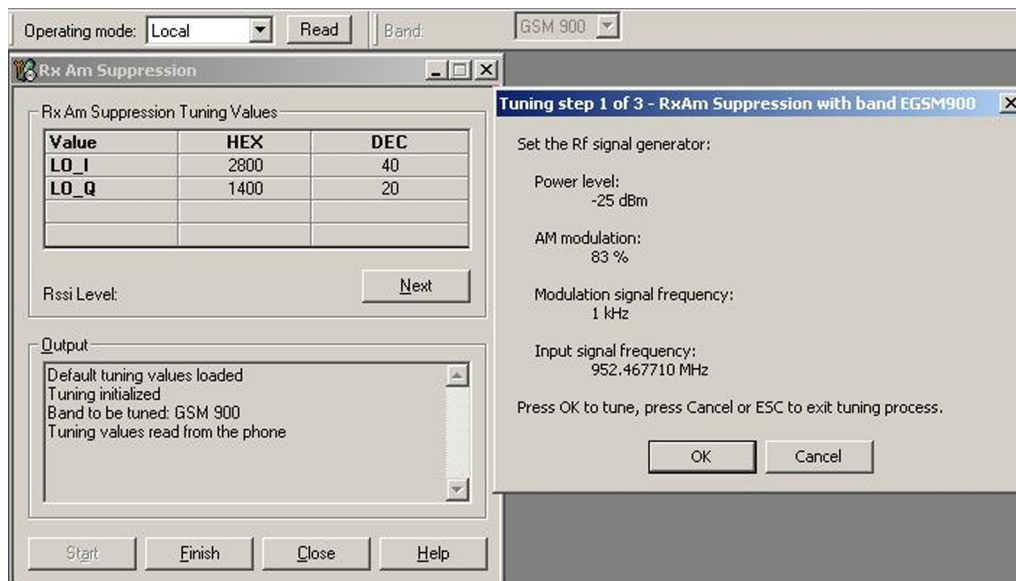 Operating mode: Local Read Band: GSM 900
Rx Am Suppression
Rx Am Suppression Tuning Values
Value HEX DEC
LO_I 2800 40
LO_Q 1400 20
Rssi Level: Next
Output
Default tuning values loaded
Tuning initialized
Band to be tuned: GSM 900
Tuning values read from the phone
Start Finish Close Help
Tuning step 1 of 3 - RxAm Suppression with band EGSM900
Set the Rf signal generator:
Power level:
-25 dBm
AM modulation:
83 %
Modulation signal frequency:
1 kHz
Input signal frequency:
952.467710 MHz
Press OK to tune, press Cancel or ESC to exit tuning process.
OK Cancel